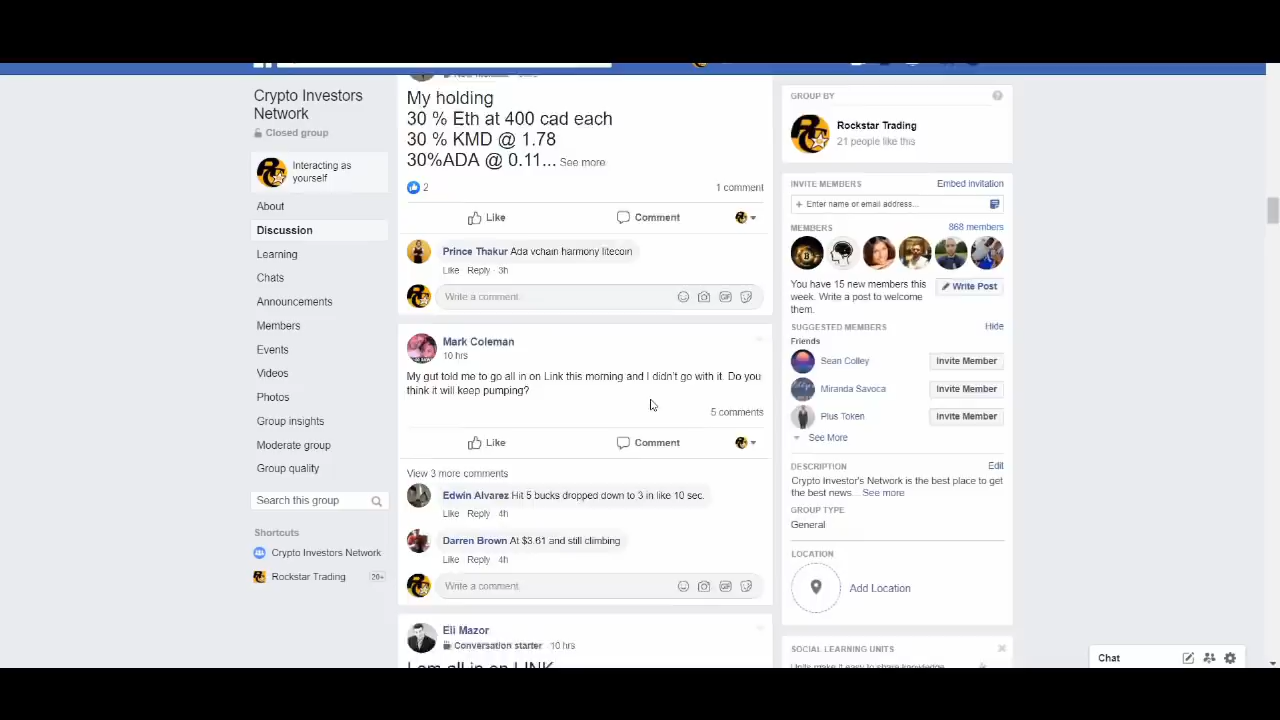 Crypto Investors
Network
Closed group
Interacting as
yourself
About
Discussion
Learning
Chats
Announcements
Members
Events
Videos
Photos
Group insights
Moderate group
Group quality
Search this group
Shortcuts
Crypto Investors Network
Rockstar Trading 20+
My holding
30 % Eth at 400 cad each
30 % KMD @ 1.78
30%ADA @ 0.11... See more
2
1 comment
Like Comment
Prince Thakur Ada vchain harmony litecoin
Like · Reply · 3h
Write a comment
Mark Coleman
10 hrs
My gut told me to go all in on Link this morning and I didn't go with it. Do you
think it will keep pumping?
5 comments
Like Comment
View 3 more comments
Edwin Alvarez Hit 5 bucks dropped down to 3 in like 10 sec.
Like · Reply · 4h
Darren Brown At $3.61 and still climbing
Like · Reply · 4h
Write a comment
Eli Mazor
Conversation starter · 10 hrs
I am all in on LINK
GROUP BY
Rockstar Trading
21 people like this
INVITE MEMBERS Embed invitation
+ Enter name or email address...
MEMBERS 868 members
You have 15 new members this
week. Write a post to welcome
them.
Write Post
SUGGESTED MEMBERS Hide
Friends
Sean Colley Invite Member
Miranda Savoca Invite Member
Plus Token Invite Member
See More
DESCRIPTION Edit
Crypto Investor's Network is the best place to get
the best news... See more
GROUP TYPE
General
LOCATION
Add Location
SOCIAL LEARNING UNITS
Units make it easy to share knowledge
Chat